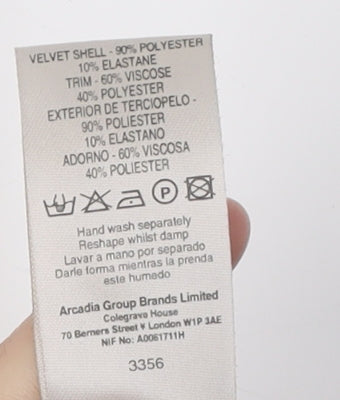 VELVET SHELL - 90% POLYESTER
10% ELASTANE
TRIM - 60% VISCOSE
40% POLYESTER
EXTERIOR DE TERCIOPELO -
90% POLIESTER
10% ELASTANO
ADORNO - 60% VISCOSA
40% POLIESTER
P
Hand wash separately
Reshape whilst damp
Lavar a mano por separado
Darle forma mientras la prenda
este humedo
Arcadia Group Brands Limited
Colegrave House
70 Berners Street ¥ London W1P 3AE
NIF No: A0061711H
3356